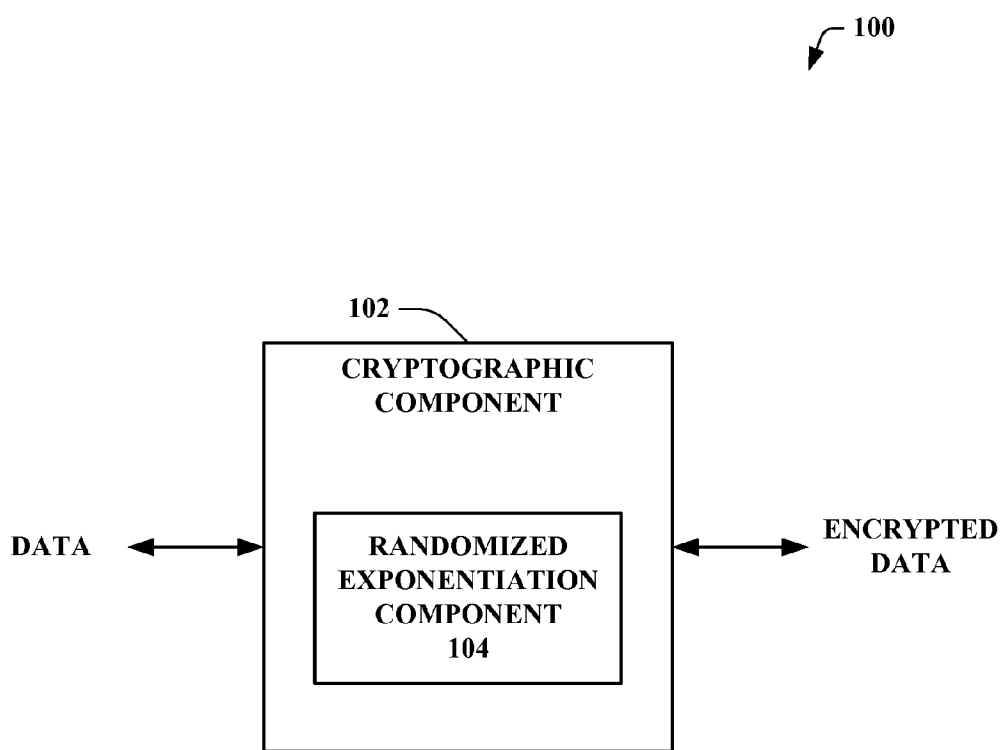 100
102
CRYPTOGRAPHIC
COMPONENT
DATA
RANDOMIZED
EXPONENTIATION
COMPONENT
104
ENCRYPTED
DATA